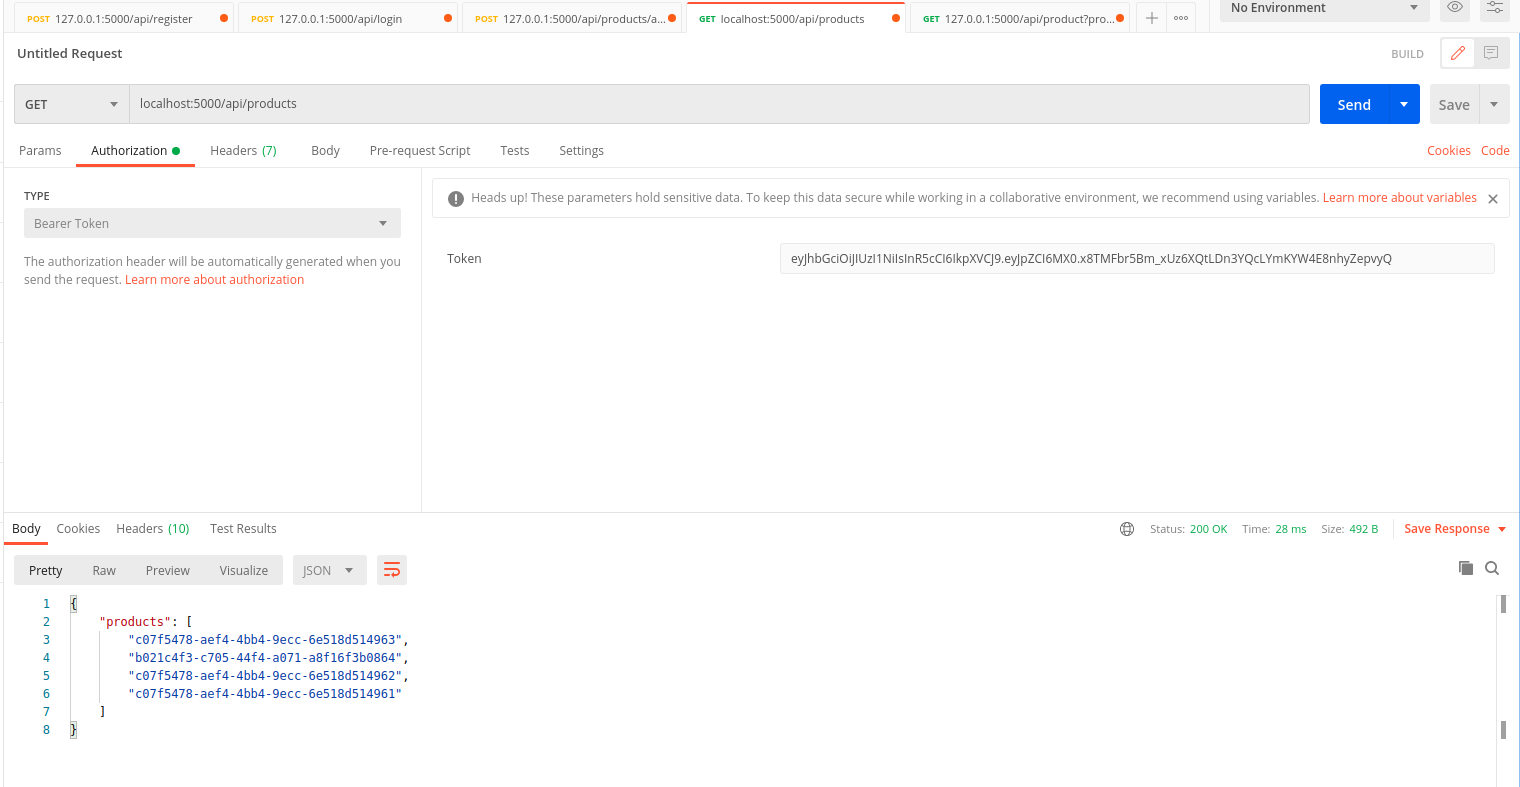 POST 127.0.0.1:5000/api/register POST 127.0.0.1:5000/api/login POST 127.0.0.1:5000/api/products/a... GET localhost:5000/api/products GET 127.0.0.1:5000/api/product?pro... No Environment
Untitled Request BUILD
GET localhost:5000/api/products Send Save
Params Authorization Headers (7) Body Pre-request Script Tests Settings Cookies Code
TYPE
Bearer Token
The authorization header will be automatically generated when you
send the request. Learn more about authorization
Heads up! These parameters hold sensitive data. To keep this data secure while working in a collaborative environment, we recommend using variables. Learn more about variables
Token eyJhbGciOiJIUzI1NiIsInR5cCI6IkpXVCJ9.eyJpZCI6MX0.x8TMFbr5Bm_xUz6XQtLDn3YQcLYmKYW4E8nhyZepvyQ
Body Cookies Headers (10) Test Results Status: 200 OK Time: 28 ms Size: 492 B Save Response
Pretty Raw Preview Visualize JSON
1 {
2 "products": [
3 "c07f5478-aef4-4bb4-9ecc-6e518d514963",
4 "b021c4f3-c705-44f4-a071-a8f16f3b0864",
5 "c07f5478-aef4-4bb4-9ecc-6e518d514962",
6 "c07f5478-aef4-4bb4-9ecc-6e518d514961"
7 ]
8 }